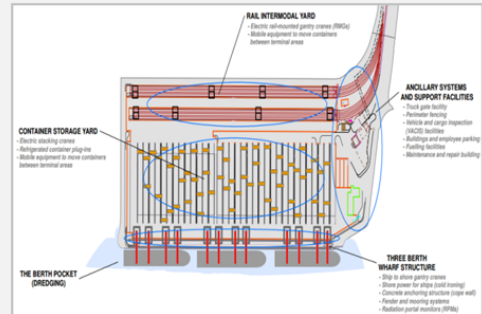 RAIL INTERMODAL YARD
- Electric rail-mounted gantry cranes (RMGs)
- Mobile equipment to move containers
between terminal areas
ANCILLARY SYSTEMS
AND SUPPORT FACILITIES
- Truck gate facility
- Perimeter fencing
- Vehicle and cargo inspection
(VACIS) facilities
- Buildings and employee parking
- Fuelling facilities
- Maintenance and repair building
CONTAINER STORAGE YARD
- Electric stacking cranes
- Refrigerated container plug-ins
- Mobile equipment to move containers
between terminal areas
THE BERTH POCKET
(DREDGING)
THREE BERTH
WHARF STRUCTURE
- Ship to shore gantry cranes
- Shore power for ships (cold ironing)
- Concrete anchoring structure (cope wall)
- Fender and mooring systems
- Radiation portal monitors (RPMs)